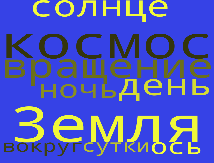 солнце
космос
вращение
ночь день
Земля
вокруг сутки ось